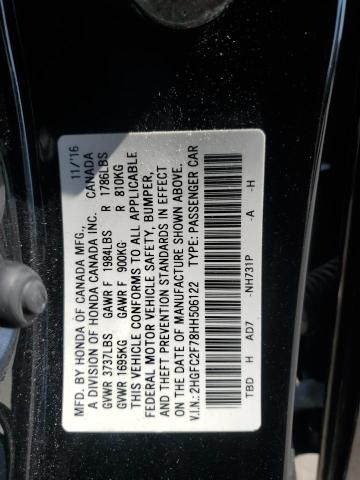 MFD. BY HONDA OF CANADA MFG., 11/'16
A DIVISION OF HONDA CANADA INC. CANADA
GVWR 3737LBS GAWR F 1984LBS R 1786LBS
GVWR 1695KG GAWR F 900KG R 810KG
THIS VEHICLE CONFORMS TO ALL APPLICABLE
FEDERAL MOTOR VEHICLE SAFETY, BUMPER,
AND THEFT PREVENTION STANDARDS IN EFFECT
ON THE DATE OF MANUFACTURE SHOWN ABOVE.
V.I.N.: 2HGFC2F78HH506122 TYPE: PASSENGER CAR
TBD H AD7 -NH731P -A -H